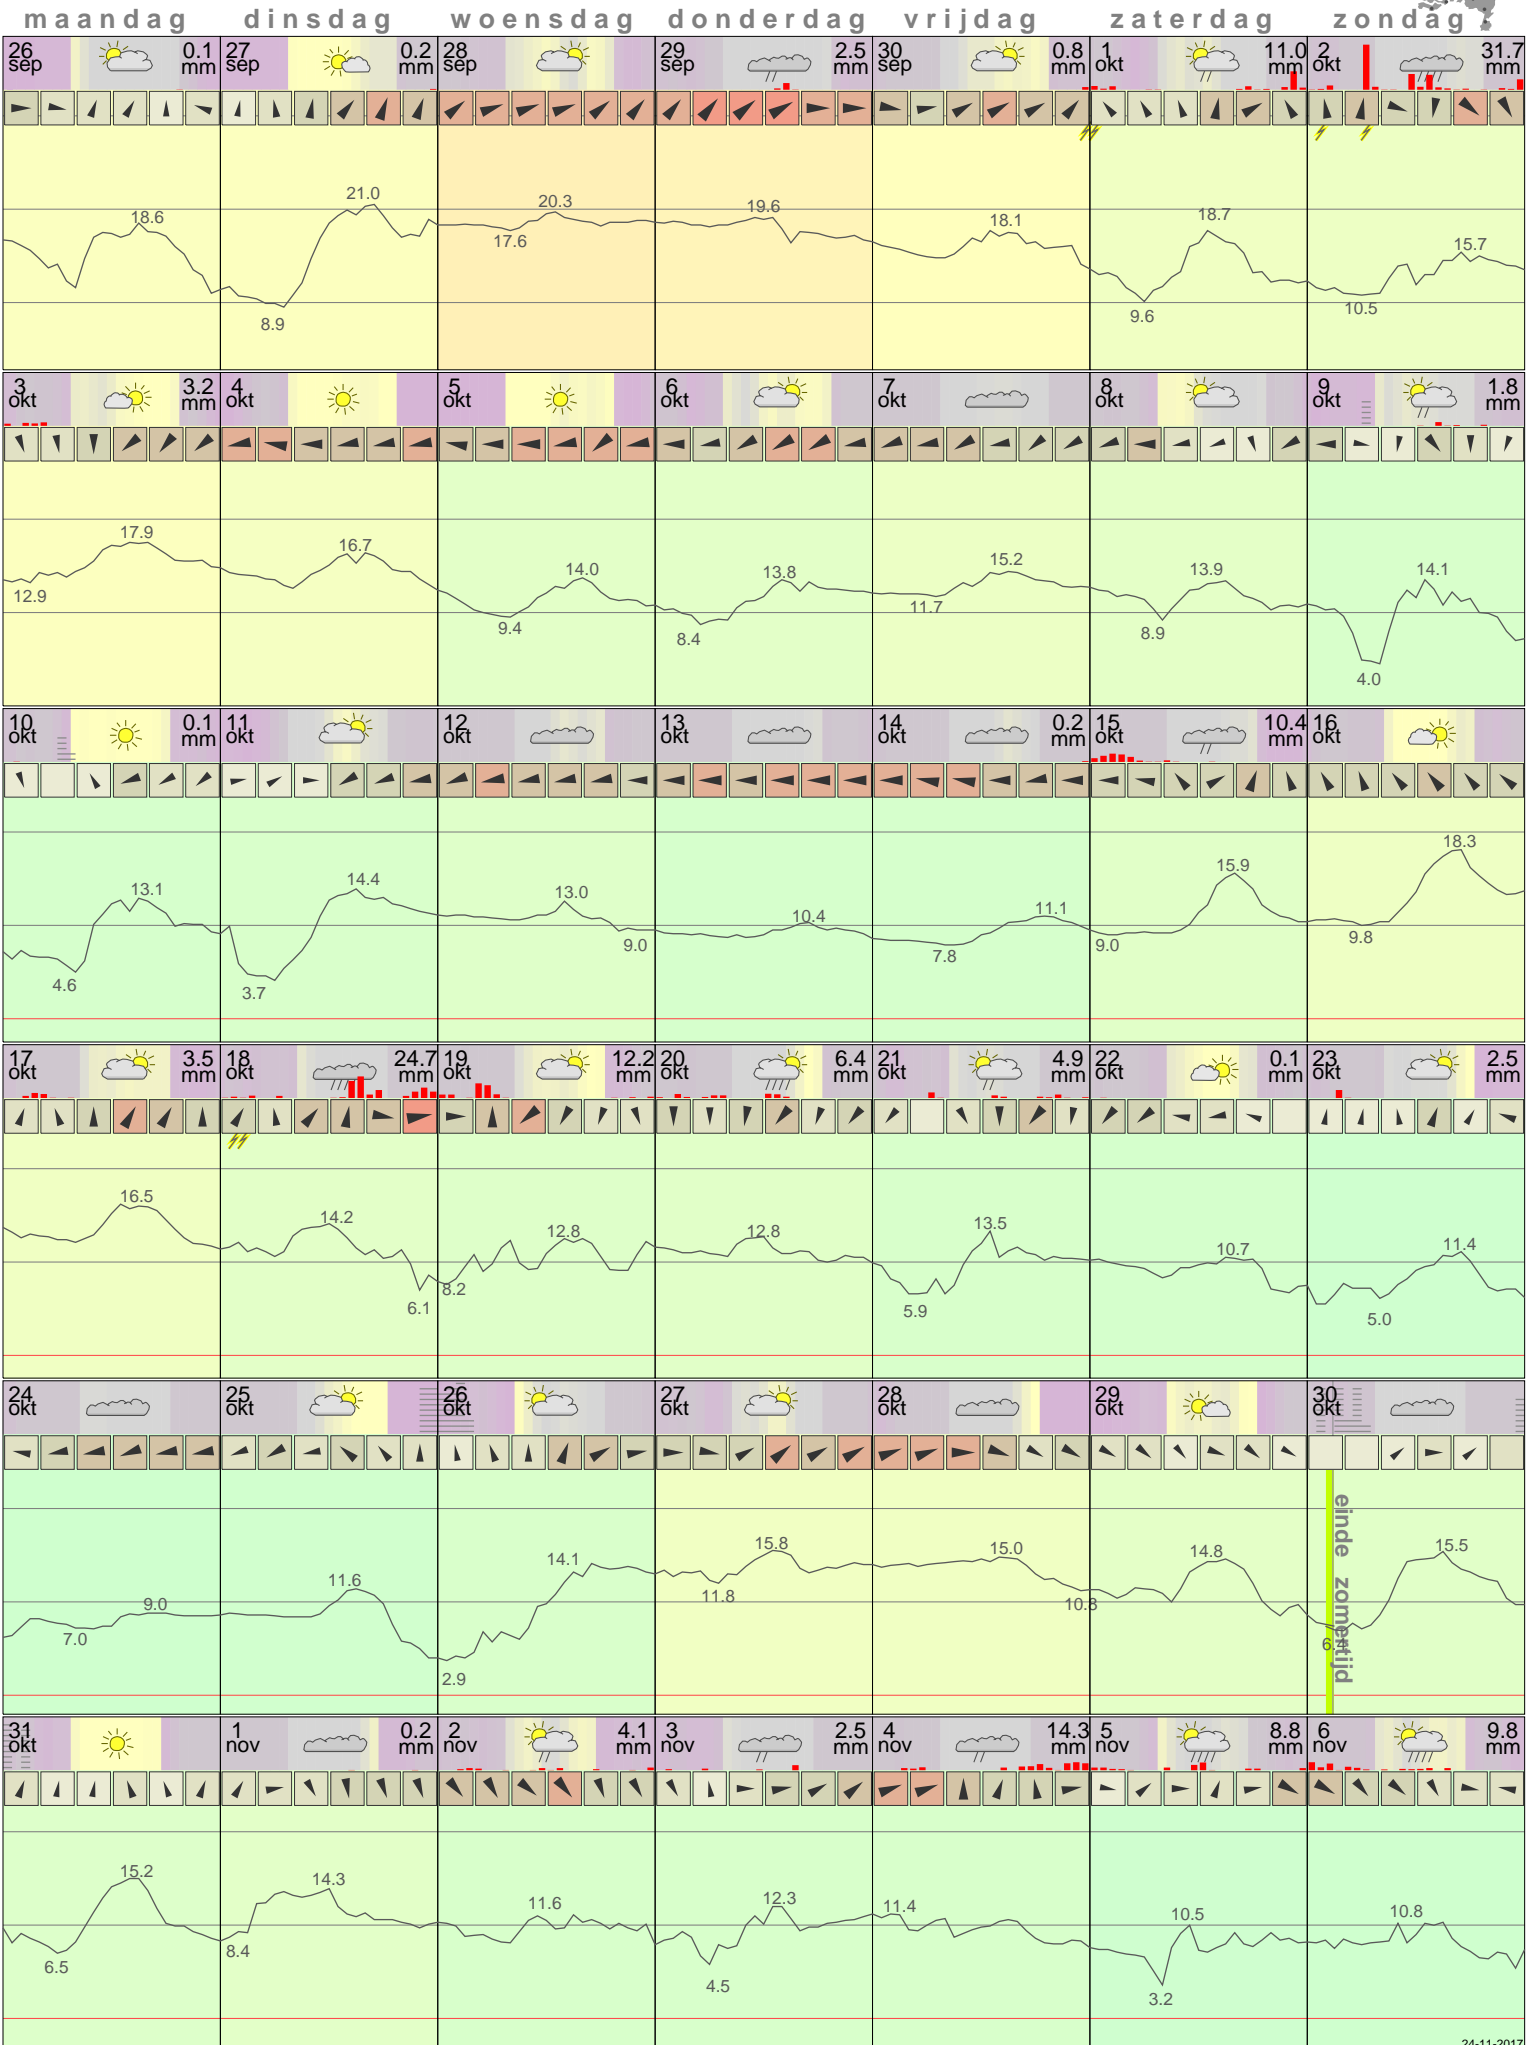 maandag dinsdag woensdag donderdag vrijdag zaterdag zondag
26 sep 0.1 mm 27 sep 0.2 mm 28 sep 29 sep 2.5 mm 30 sep 0.8 mm 1 okt 11.0 mm 2 okt 31.7 mm
18.6 8.9 21.0 17.6 20.3 19.6 18.1 9.6 18.7 10.5 15.7
3 okt 3.2 mm 4 okt 5 okt 6 okt 7 okt 8 okt 9 okt 1.8 mm
12.9 17.9 16.7 9.4 14.0 8.4 13.8 11.7 15.2 8.9 13.9 4.0 14.1
10 okt 0.1 mm 11 okt 12 okt 13 okt 14 okt 0.2 mm 15 okt 10.4 mm 16 okt
4.6 13.1 3.7 14.4 13.0 9.0 10.4 7.8 11.1 9.0 15.9 9.8 18.3
17 okt 3.5 mm 18 okt 24.7 mm 19 okt 12.2 mm 20 okt 6.4 mm 21 okt 4.9 mm 22 okt 0.1 mm 23 okt 2.5 mm
16.5 14.2 6.1 8.2 12.8 12.8 5.9 13.5 10.7 5.0 11.4
24 okt 25 okt 26 okt 27 okt 28 okt 29 okt 30 okt
7.0 9.0 11.6 2.9 14.1 11.8 15.8 15.0 10.8 14.8 15.5
einde zomertijd
31 okt 1 nov 0.2 mm 2 nov 4.1 mm 3 nov 2.5 mm 4 nov 14.3 mm 5 nov 8.8 mm 6 nov 9.8 mm
6.5 15.2 8.4 14.3 11.6 4.5 12.3 11.4 3.2 10.5 10.8
24-11-2017